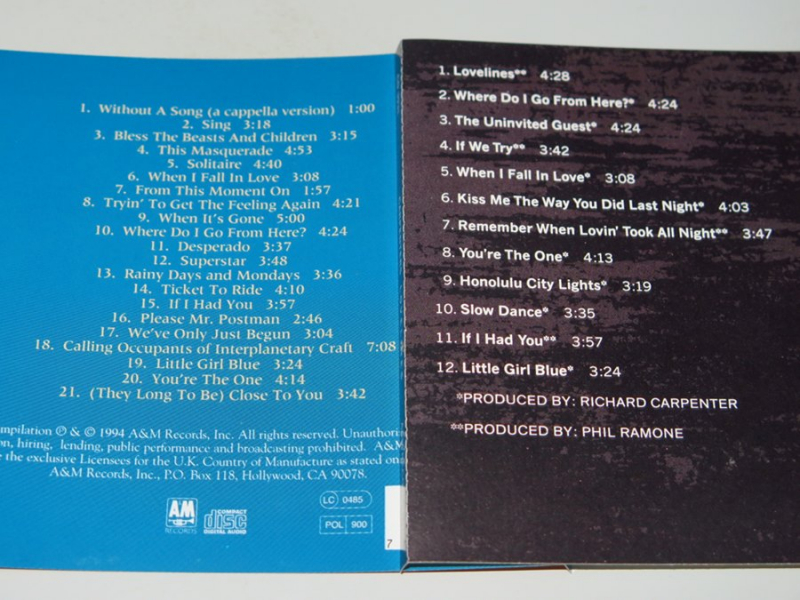 1. Without A Song (a cappella version) 1:00
2. Sing 3:18
3. Bless The Beasts And Children 3:15
4. This Masquerade 4:53
5. Solitaire 4:40
6. When I Fall In Love 3:08
7. From This Moment On 1:57
8. Tryin' To Get The Feeling Again 4:21
9. When It's Gone 5:00
10. Where Do I Go From Here? 4:24
11. Desperado 3:37
12. Superstar 3:48
13. Rainy Days and Mondays 3:36
14. Ticket To Ride 4:10
15. If I Had You 3:57
16. Please Mr. Postman 2:46
17. We've Only Just Begun 3:04
18. Calling Occupants of Interplanetary Craft 7:08
19. Little Girl Blue 3:24
20. You're The One 4:14
21. (They Long To Be) Close To You 3:42
mpilation ℗ & © 1994 A&M Records, Inc. All rights reserved. Unauthoriz
on, hiring, lending, public performance and broadcasting prohibited. A&M
the exclusive Licensees for the U.K. Country of Manufacture as stated on
A&M Records, Inc., P.O. Box 118, Hollywood, CA 90078.
AM
RECORDS
COMPACT
disc
DIGITAL AUDIO
LC 0485
POL 900
7
1. Lovelines** 4:28
2. Where Do I Go From Here?* 4:24
3. The Uninvited Guest* 4:24
4. If We Try** 3:42
5. When I Fall In Love* 3:08
6. Kiss Me The Way You Did Last Night* 4:03
7. Remember When Lovin' Took All Night** 3:47
8. You're The One* 4:13
9. Honolulu City Lights* 3:19
10. Slow Dance* 3:35
11. If I Had You** 3:57
12. Little Girl Blue* 3:24
*PRODUCED BY: RICHARD CARPENTER
**PRODUCED BY: PHIL RAMONE